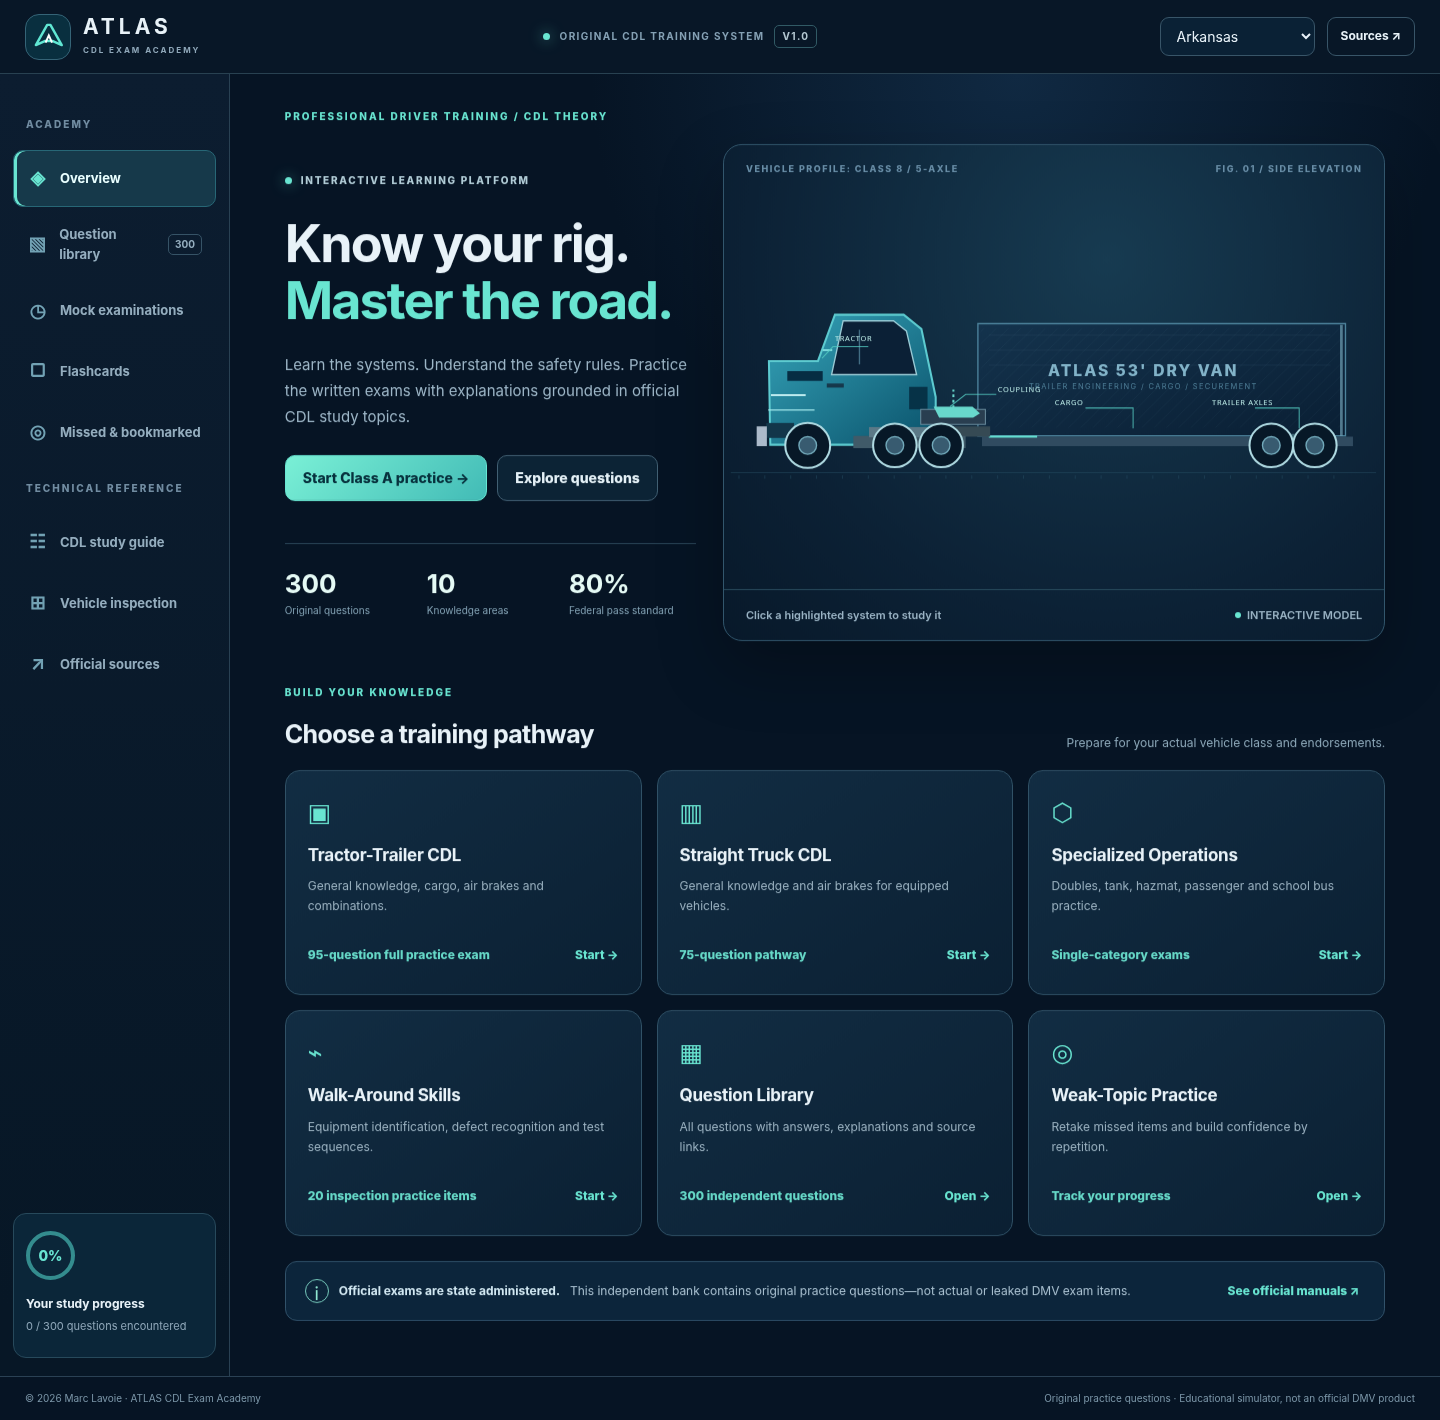 ATLAS
CDL EXAM ACADEMY
ORIGINAL CDL TRAINING SYSTEM
V1.0
Arkansas
Sources ↗
ACADEMY
Overview
Question
library
300
Mock examinations
Flashcards
Missed & bookmarked
TECHNICAL REFERENCE
CDL study guide
Vehicle inspection
Official sources
0%
Your study progress
0 / 300 questions encountered
PROFESSIONAL DRIVER TRAINING / CDL THEORY
INTERACTIVE LEARNING PLATFORM
Know your rig.
Master the road.
Learn the systems. Understand the safety rules. Practice
the written exams with explanations grounded in official
CDL study topics.
Start Class A practice →
Explore questions
300
Original questions
10
Knowledge areas
80%
Federal pass standard
VEHICLE PROFILE: CLASS 8 / 5-AXLE
FIG. 01 / SIDE ELEVATION
TRACTOR
ATLAS 53' DRY VAN
TRAILER ENGINEERING / CARGO / SECUREMENT
COUPLING
CARGO
TRAILER AXLES
Click a highlighted system to study it
INTERACTIVE MODEL
BUILD YOUR KNOWLEDGE
Choose a training pathway
Prepare for your actual vehicle class and endorsements.
Tractor-Trailer CDL
General knowledge, cargo, air brakes and
combinations.
95-question full practice exam
Start →
Straight Truck CDL
General knowledge and air brakes for equipped
vehicles.
75-question pathway
Start →
Specialized Operations
Doubles, tank, hazmat, passenger and school bus
practice.
Single-category exams
Start →
Walk-Around Skills
Equipment identification, defect recognition and test
sequences.
20 inspection practice items
Start →
Question Library
All questions with answers, explanations and source
links.
300 independent questions
Open →
Weak-Topic Practice
Retake missed items and build confidence by
repetition.
Track your progress
Open →
Official exams are state administered. This independent bank contains original practice questions—not actual or leaked DMV exam items.
See official manuals ↗
© 2026 Marc Lavoie · ATLAS CDL Exam Academy
Original practice questions · Educational simulator, not an official DMV product